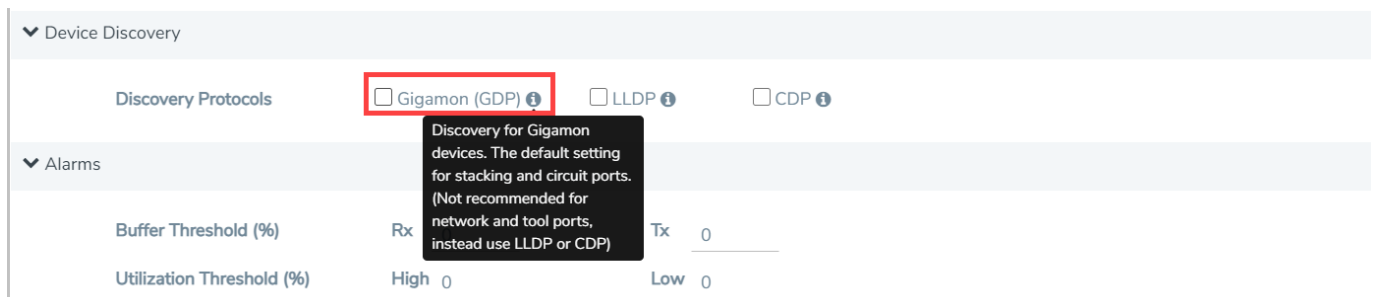 Device Discovery
Discovery Protocols Gigamon (GDP) LLDP CDP
Discovery for Gigamon
devices. The default setting
for stacking and circuit ports.
(Not recommended for
network and tool ports,
instead use LLDP or CDP)
Alarms
Buffer Threshold (%) Rx Tx 0
Utilization Threshold (%) High 0 Low 0